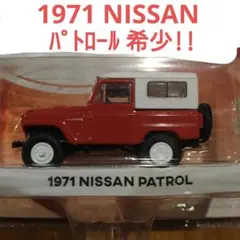 1971 NISSAN
ﾊﾟﾄﾛｰﾙ 希少!!
1971 NISSAN PATROL